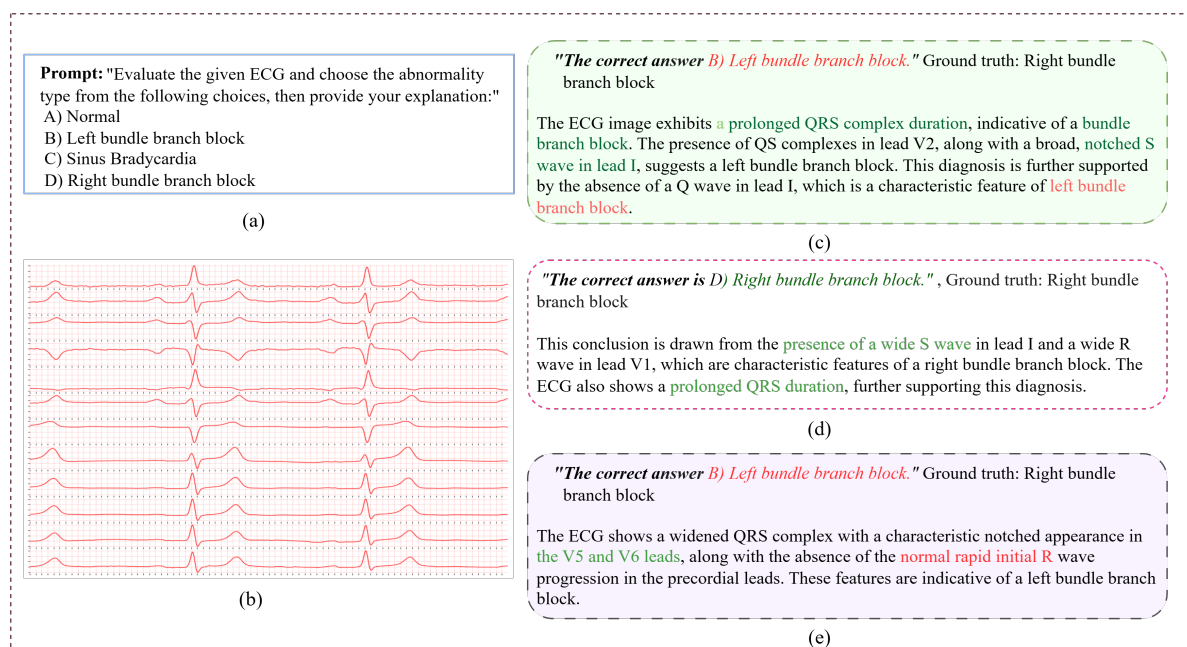 Prompt: "Evaluate the given ECG and choose the abnormality
type from the following choices, then provide your explanation:"
A) Normal
B) Left bundle branch block
C) Sinus Bradycardia
D) Right bundle branch block
(a)
(b)
"The correct answer B) Left bundle branch block." Ground truth: Right bundle
branch block
The ECG image exhibits a prolonged QRS complex duration, indicative of a bundle
branch block. The presence of QS complexes in lead V2, along with a broad, notched S
wave in lead I, suggests a left bundle branch block. This diagnosis is further supported
by the absence of a Q wave in lead I, which is a characteristic feature of left bundle
branch block.
(c)
"The correct answer is D) Right bundle branch block." , Ground truth: Right bundle
branch block
This conclusion is drawn from the presence of a wide S wave in lead I and a wide R
wave in lead V1, which are characteristic features of a right bundle branch block. The
ECG also shows a prolonged QRS duration, further supporting this diagnosis.
(d)
"The correct answer B) Left bundle branch block." Ground truth: Right bundle
branch block
The ECG shows a widened QRS complex with a characteristic notched appearance in
the V5 and V6 leads, along with the absence of the normal rapid initial R wave
progression in the precordial leads. These features are indicative of a left bundle branch
block.
(e)